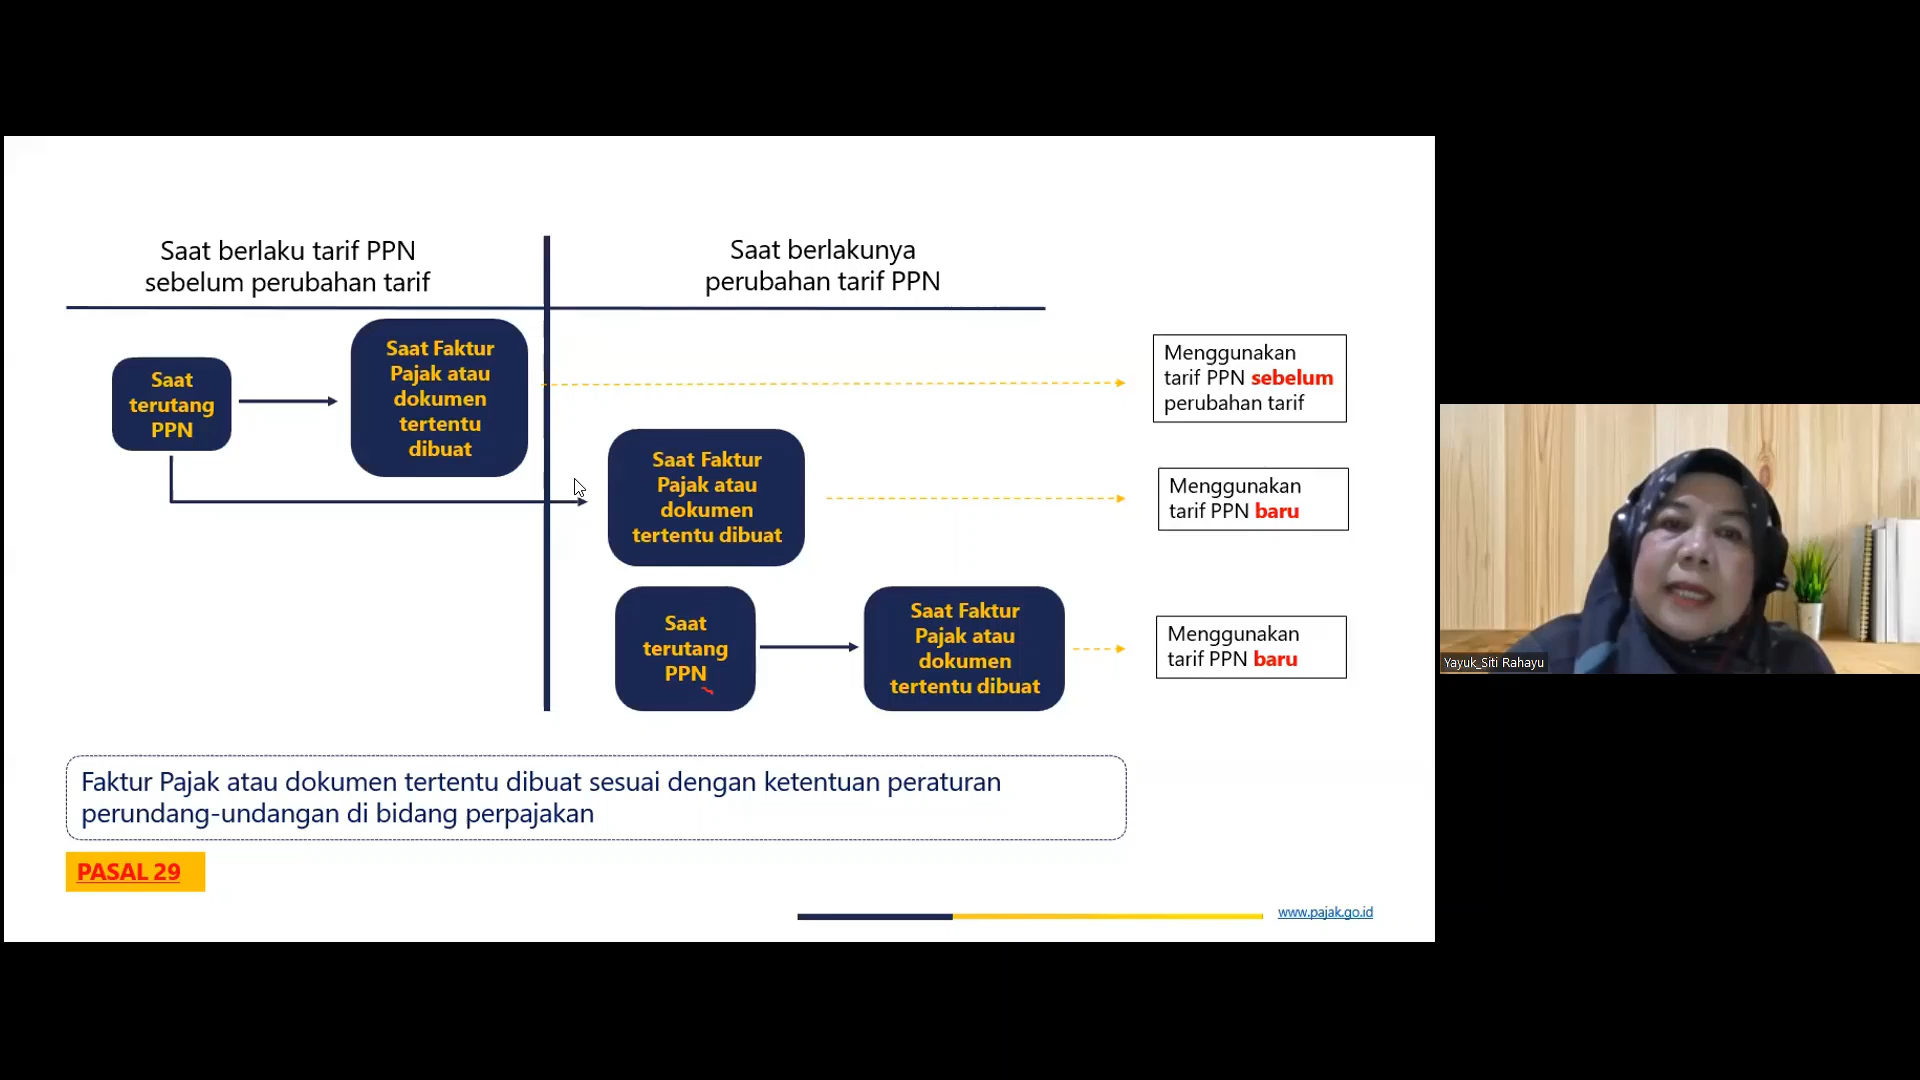 Saat berlaku tarif PPN
sebelum perubahan tarif
Saat berlakunya
perubahan tarif PPN
Saat
terutang
PPN
Saat Faktur
Pajak atau
dokumen
tertentu
dibuat
Menggunakan
tarif PPN sebelum
perubahan tarif
Saat Faktur
Pajak atau
dokumen
tertentu dibuat
Menggunakan
tarif PPN baru
Saat
terutang
PPN
Saat Faktur
Pajak atau
dokumen
tertentu dibuat
Menggunakan
tarif PPN baru
Faktur Pajak atau dokumen tertentu dibuat sesuai dengan ketentuan peraturan
perundang-undangan di bidang perpajakan
PASAL 29
www.pajak.go.id
Yayuk_Siti Rahayu